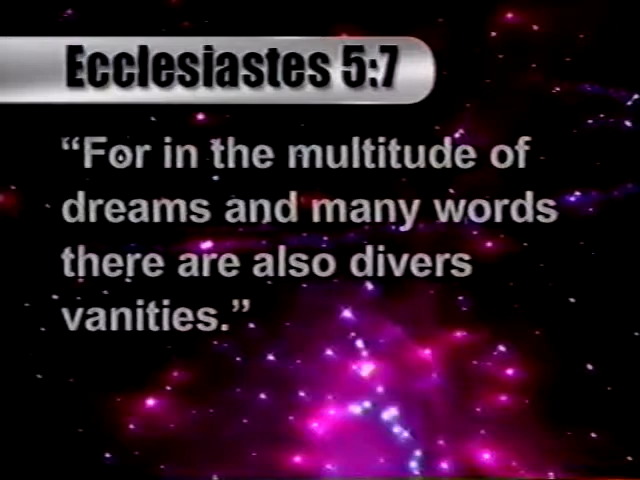 Ecclesiastes 5:7
“For in the multitude of
dreams and many words
there are also divers
vanities.”